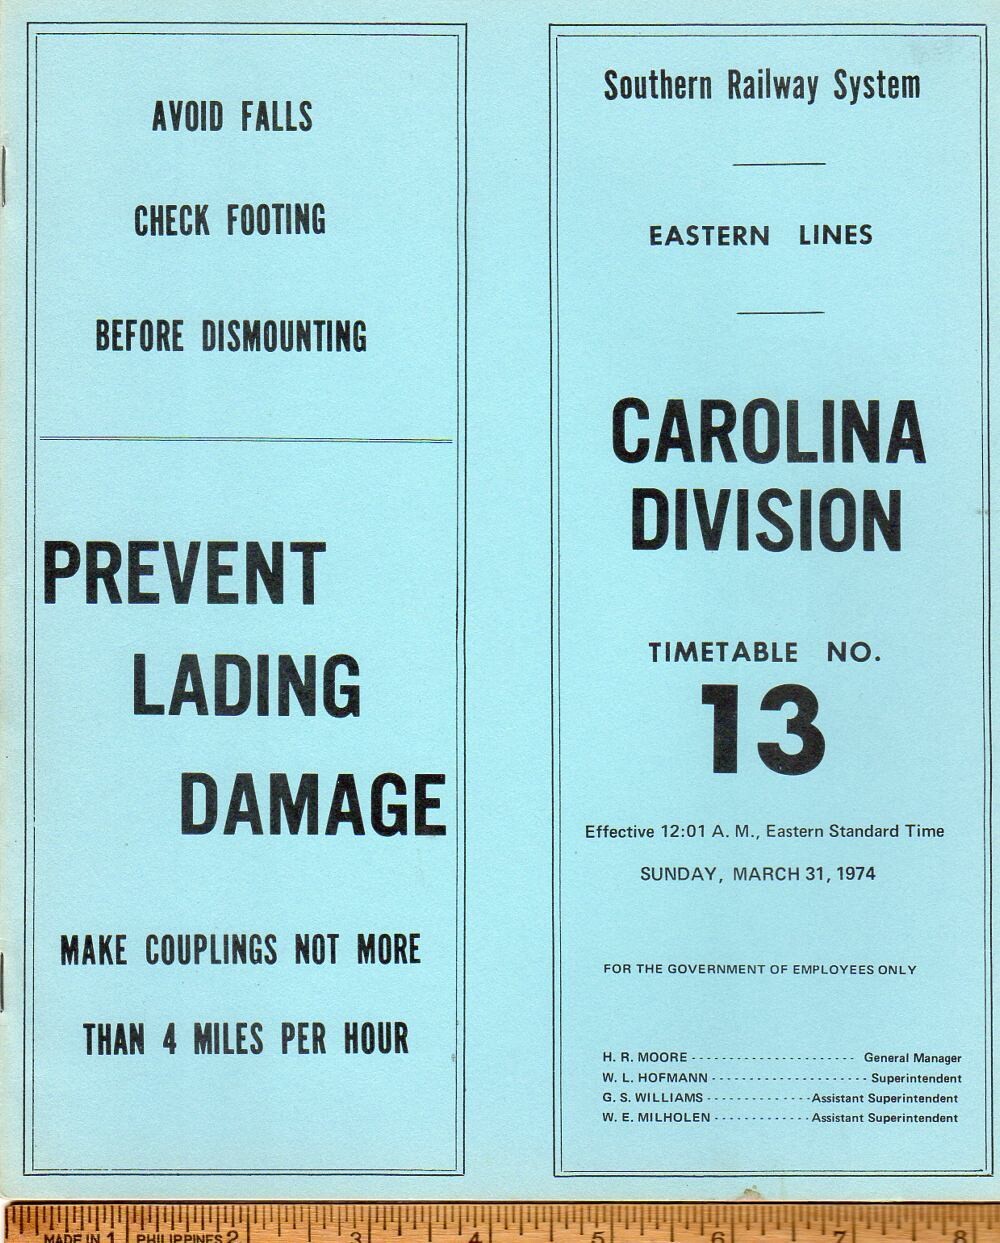 AVOID FALLS
CHECK FOOTING
BEFORE DISMOUNTING
PREVENT
LADING
DAMAGE
MAKE COUPLINGS NOT MORE
THAN 4 MILES PER HOUR
Southern Railway System
EASTERN LINES
CAROLINA
DIVISION
TIMETABLE NO.
13
Effective 12:01 A. M., Eastern Standard Time
SUNDAY, MARCH 31, 1974
FOR THE GOVERNMENT OF EMPLOYEES ONLY
H. R. MOORE - - - - - - - - - - - - - - - - - - - - - General Manager
W. L. HOFMANN - - - - - - - - - - - - - - - - - - - - Superintendent
G. S. WILLIAMS - - - - - - - - - - - - - Assistant Superintendent
W. E. MILHOLEN - - - - - - - - - - - - Assistant Superintendent
MADE IN 1 PHILIPPINES 2 3 4 5 6 7 8